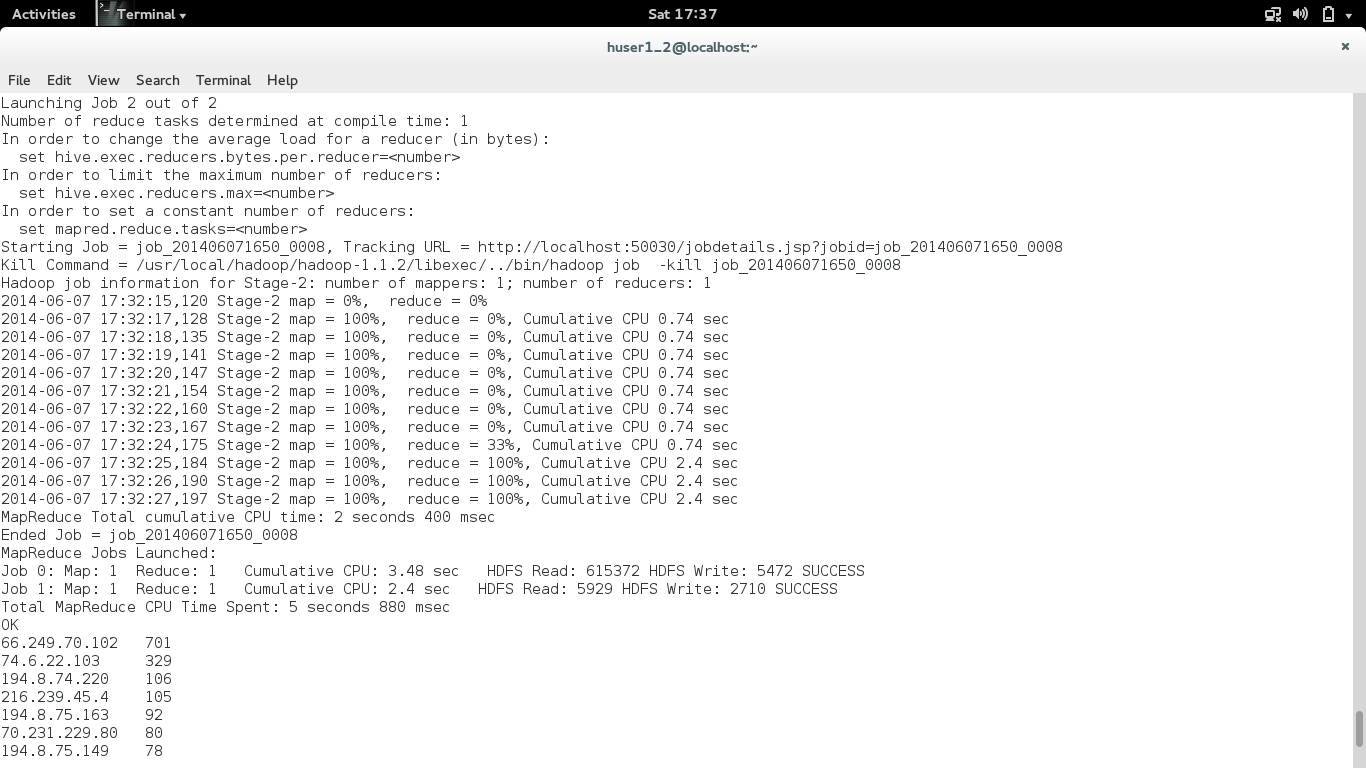 Activities
Terminal
Sat 17:37
huser1_2@localhost:~
File Edit View Search Terminal Help
Launching Job 2 out of 2
Number of reduce tasks determined at compile time: 1
In order to change the average load for a reducer (in bytes):
  set hive.exec.reducers.bytes.per.reducer=<number>
In order to limit the maximum number of reducers:
  set hive.exec.reducers.max=<number>
In order to set a constant number of reducers:
  set mapred.reduce.tasks=<number>
Starting Job = job_201406071650_0008, Tracking URL = http://localhost:50030/jobdetails.jsp?jobid=job_201406071650_0008
Kill Command = /usr/local/hadoop/hadoop-1.1.2/libexec/../bin/hadoop job  -kill job_201406071650_0008
Hadoop job information for Stage-2: number of mappers: 1; number of reducers: 1
2014-06-07 17:32:15,120 Stage-2 map = 0%,  reduce = 0%
2014-06-07 17:32:17,128 Stage-2 map = 100%,  reduce = 0%, Cumulative CPU 0.74 sec
2014-06-07 17:32:18,135 Stage-2 map = 100%,  reduce = 0%, Cumulative CPU 0.74 sec
2014-06-07 17:32:19,141 Stage-2 map = 100%,  reduce = 0%, Cumulative CPU 0.74 sec
2014-06-07 17:32:20,147 Stage-2 map = 100%,  reduce = 0%, Cumulative CPU 0.74 sec
2014-06-07 17:32:21,154 Stage-2 map = 100%,  reduce = 0%, Cumulative CPU 0.74 sec
2014-06-07 17:32:22,160 Stage-2 map = 100%,  reduce = 0%, Cumulative CPU 0.74 sec
2014-06-07 17:32:23,167 Stage-2 map = 100%,  reduce = 0%, Cumulative CPU 0.74 sec
2014-06-07 17:32:24,175 Stage-2 map = 100%,  reduce = 33%, Cumulative CPU 0.74 sec
2014-06-07 17:32:25,184 Stage-2 map = 100%,  reduce = 100%, Cumulative CPU 2.4 sec
2014-06-07 17:32:26,190 Stage-2 map = 100%,  reduce = 100%, Cumulative CPU 2.4 sec
2014-06-07 17:32:27,197 Stage-2 map = 100%,  reduce = 100%, Cumulative CPU 2.4 sec
MapReduce Total cumulative CPU time: 2 seconds 400 msec
Ended Job = job_201406071650_0008
MapReduce Jobs Launched:
Job 0: Map: 1  Reduce: 1   Cumulative CPU: 3.48 sec   HDFS Read: 615372 HDFS Write: 5472 SUCCESS
Job 1: Map: 1  Reduce: 1   Cumulative CPU: 2.4 sec   HDFS Read: 5929 HDFS Write: 2710 SUCCESS
Total MapReduce CPU Time Spent: 5 seconds 880 msec
OK
66.249.70.102   701
74.6.22.103     329
194.8.74.220    106
216.239.45.4    105
194.8.75.163    92
70.231.229.80   80
194.8.75.149    78